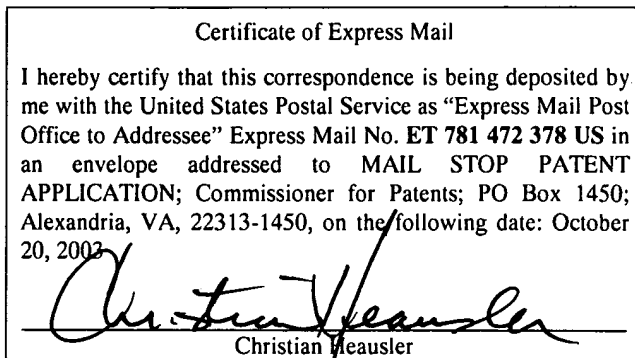 Certificate of Express Mail
I hereby certify that this correspondence is being deposited by
me with the United States Postal Service as “Express Mail Post
Office to Addressee” Express Mail No. ET 781 472 378 US in
an envelope addressed to MAIL STOP PATENT
APPLICATION; Commissioner for Patents; PO Box 1450;
Alexandria, VA, 22313-1450, on the following date: October
20, 2003
Christian Heausler
Christian Heausler